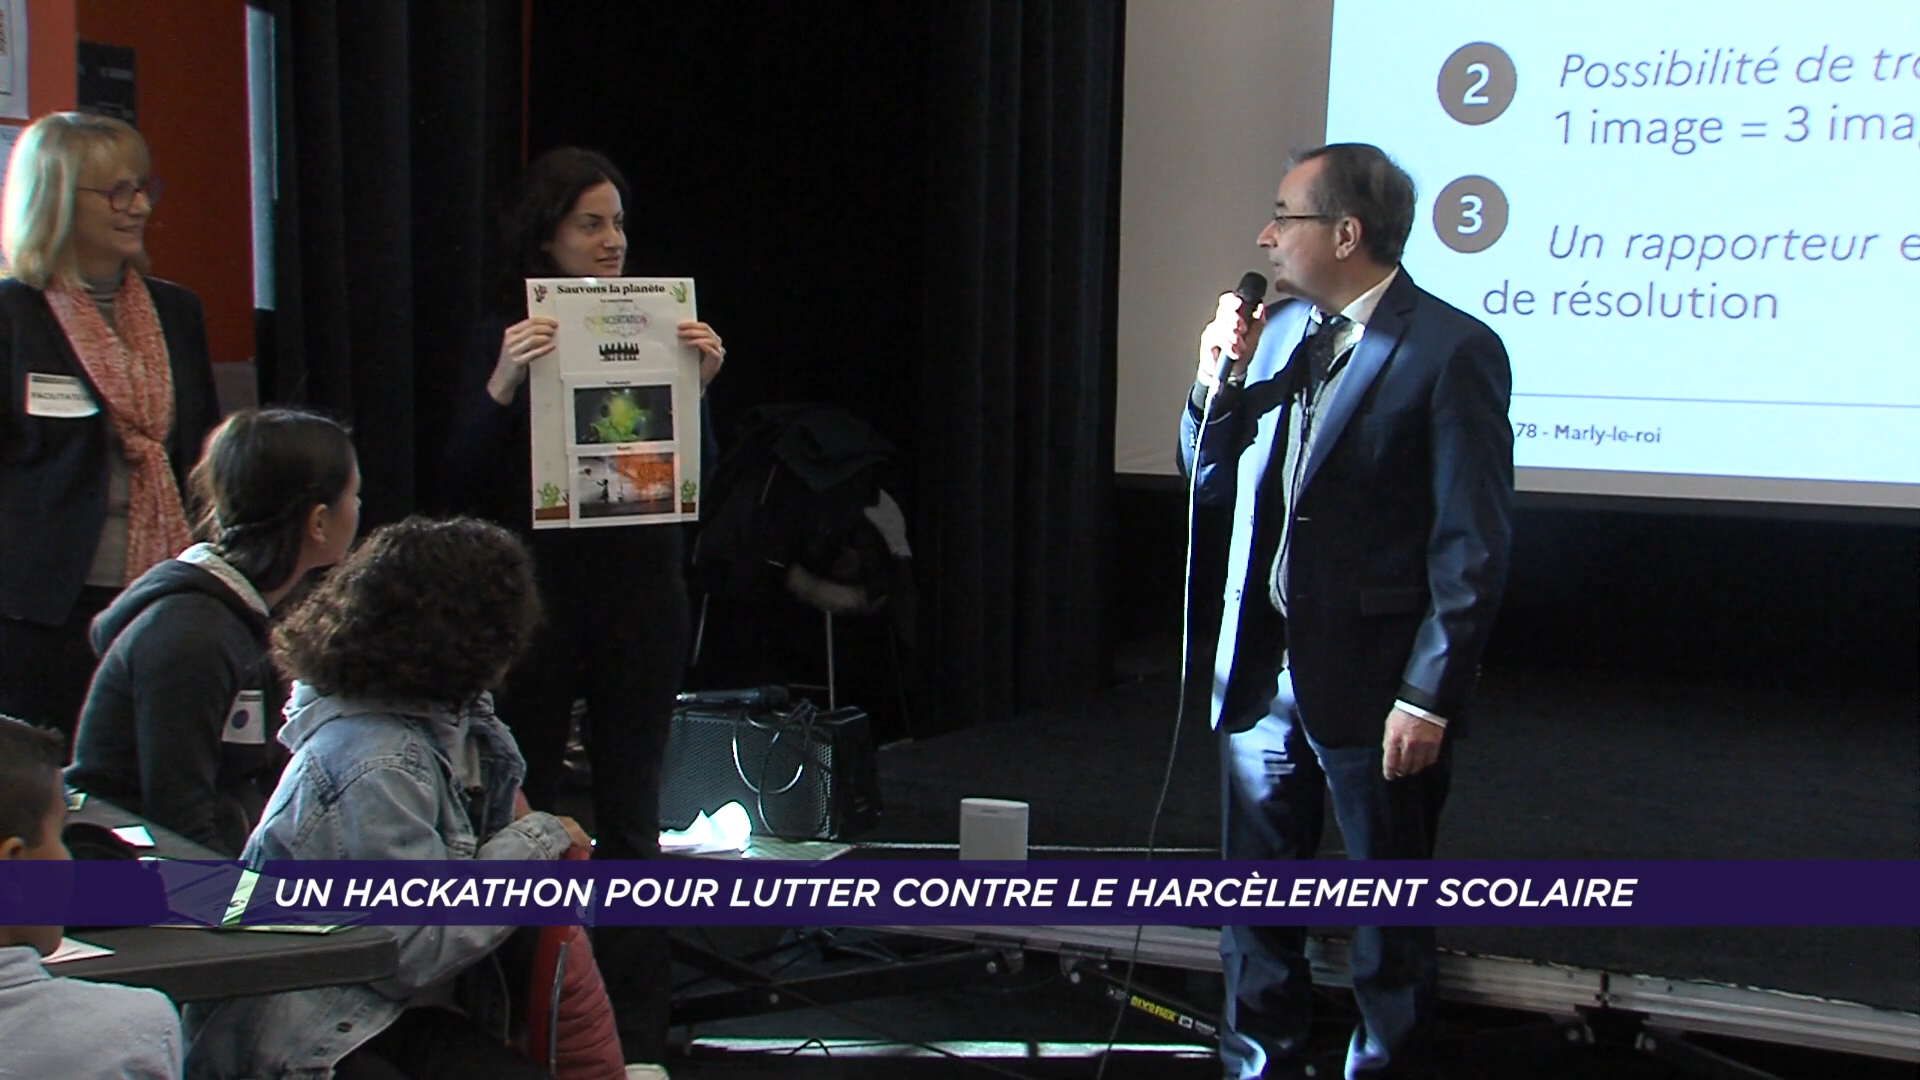 2 Possibilité de tro
1 image = 3 ima
3 Un rapporteur e
de résolution
78 - Marly-le-roi
Sauvons la planète
UN HACKATHON POUR LUTTER CONTRE LE HARCÈLEMENT SCOLAIRE